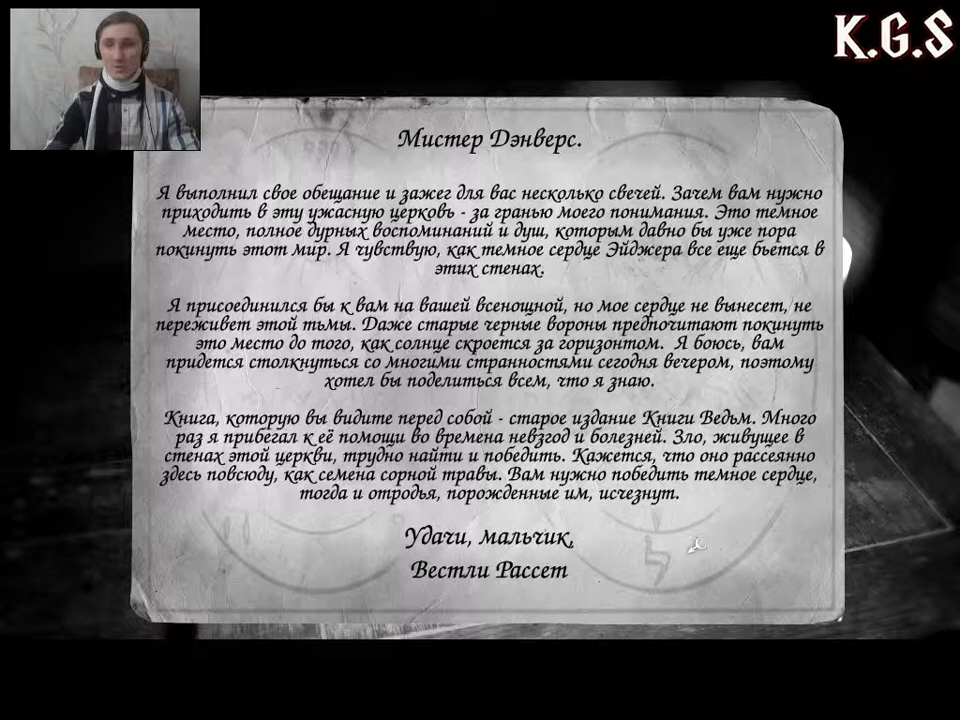 K.G.S
Мистер Дэнверс.
Я выполнил свое обещание и зажег для вас несколько свечей. Зачем вам нужно
приходить в эту ужасную церковь - за гранью моего понимания. Это темное
место, полное дурных воспоминаний и душ, которым давно бы уже пора
покинуть этот мир. Я чувствую, как темное сердце Эйджера все еще бьется в
этих стенах.
Я присоединился бы к вам на вашей всенощной, но мое сердце не вынесет, не
переживет этой тьмы. Даже старые черные вороны предпочитают покинуть
это место до того, как солнце скроется за горизонтом. Я боюсь, вам
придется столкнуться со многими странностями сегодня вечером, поэтому
хотел бы поделиться всем, что я знаю.
Книга, которую вы видите перед собой - старое издание Книги Ведьм. Много
раз я прибегал к её помощи во времена невзгод и болезней. Зло, живущее в
стенах этой церкви, трудно найти и победить. Кажется, что оно рассеянно
здесь повсюду, как семена сорной травы. Вам нужно победить темное сердце,
тогда и отродья, порожденные им, исчезнут.
Удачи, мальчик,
Вестли Рассет